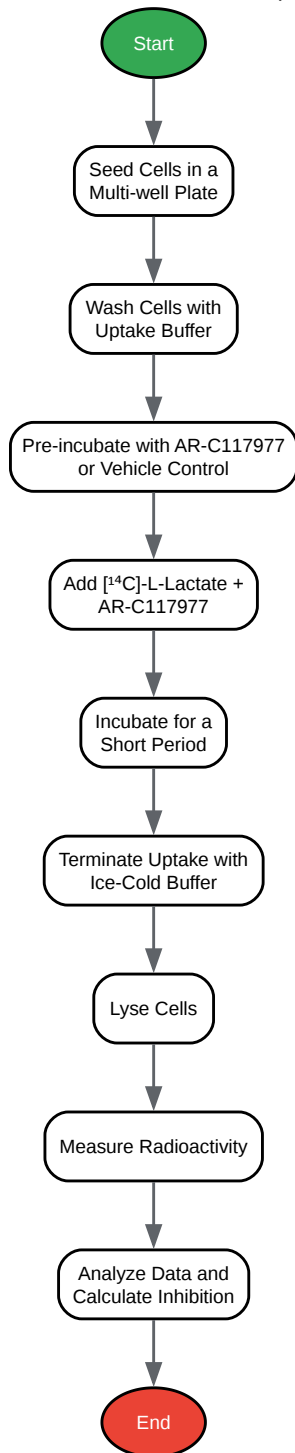 Start
Seed Cells in a
Multi-well Plate
Wash Cells with
Uptake Buffer
Pre-incubate with AR-C117977
or Vehicle Control
Add [¹⁴C]-L-Lactate +
AR-C117977
Incubate for a
Short Period
Terminate Uptake with
Ice-Cold Buffer
Lyse Cells
Measure Radioactivity
Analyze Data and
Calculate Inhibition
End